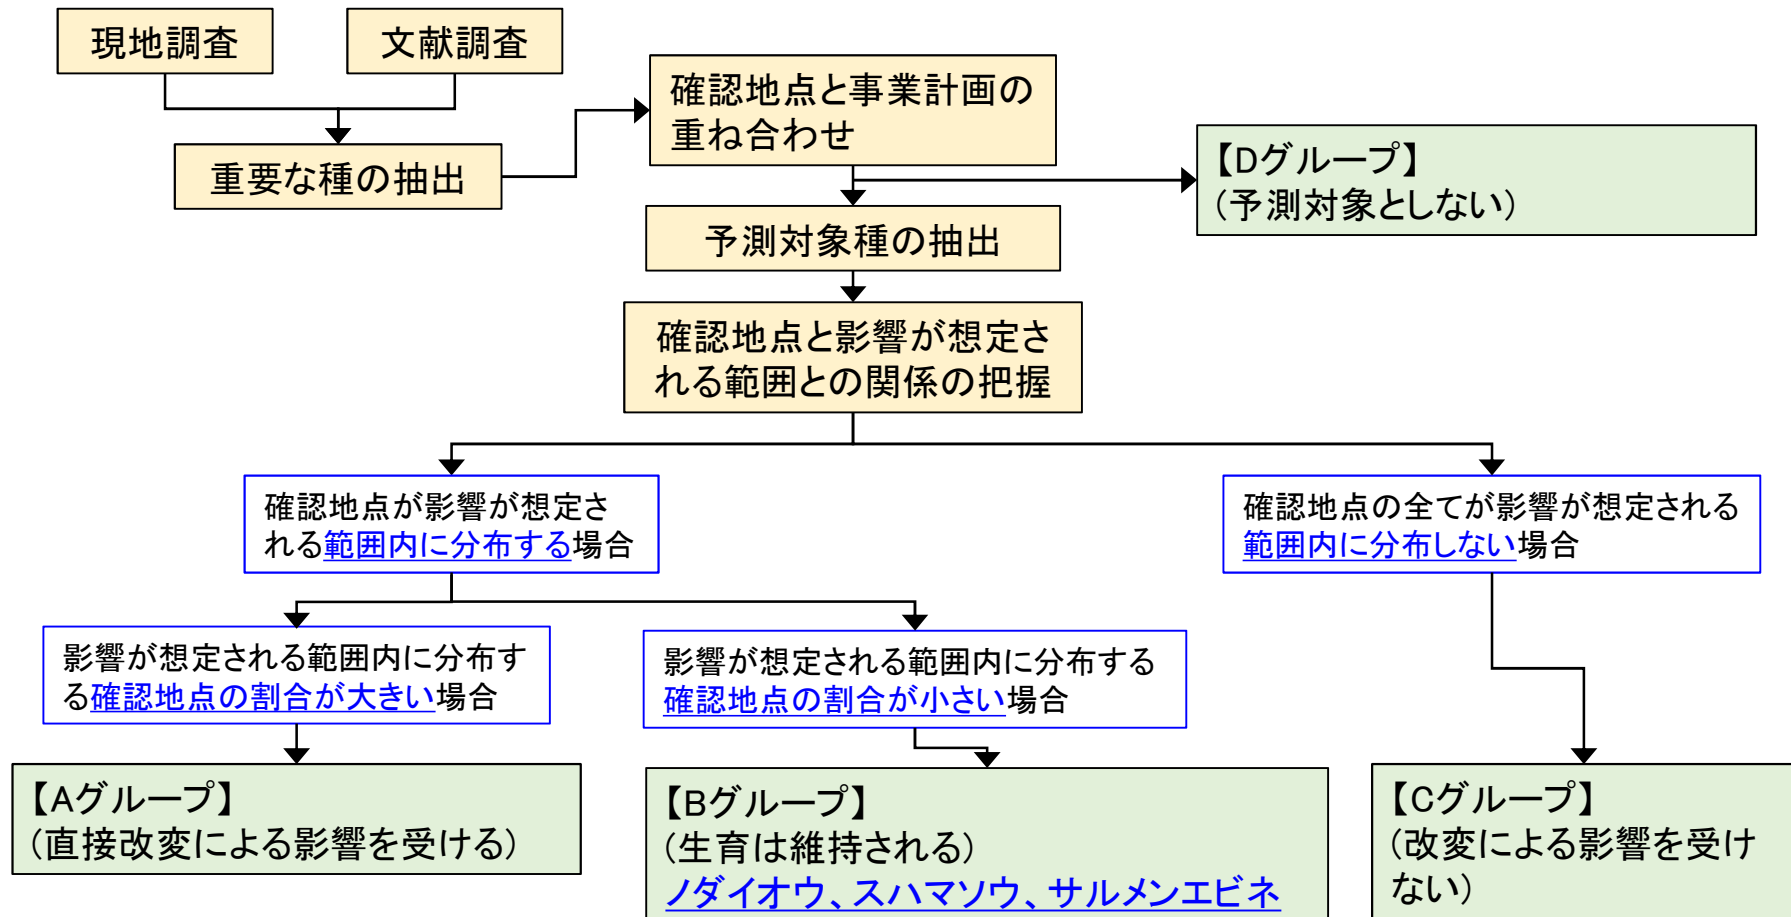 現地調査
文献調査
重要な種の抽出
確認地点と事業計画の
重ね合わせ
【Dグループ】
(予測対象としない)
予測対象種の抽出
確認地点と影響が想定さ
れる範囲との関係の把握
確認地点が影響が想定さ
れる範囲内に分布する場合
確認地点の全てが影響が想定される
範囲内に分布しない場合
影響が想定される範囲内に分布す
る確認地点の割合が大きい場合
影響が想定される範囲内に分布する
確認地点の割合が小さい場合
【Aグループ】
(直接改変による影響を受ける)
【Bグループ】
(生育は維持される)
ノダイオウ、スハマソウ、サルメンエビネ
【Cグループ】
(改変による影響を受け
ない)